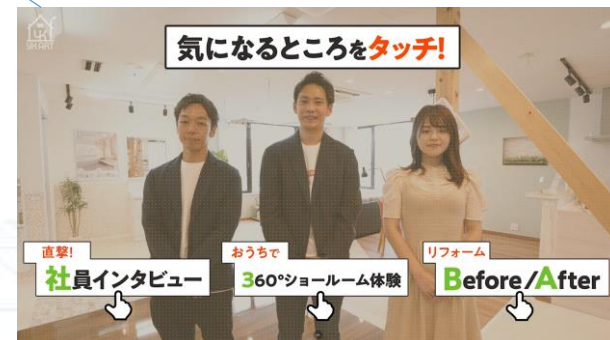 気になるところをタッチ!
直撃!
社員インタビュー
おうちで
360°ショールーム体験
リフォーム
Before/After